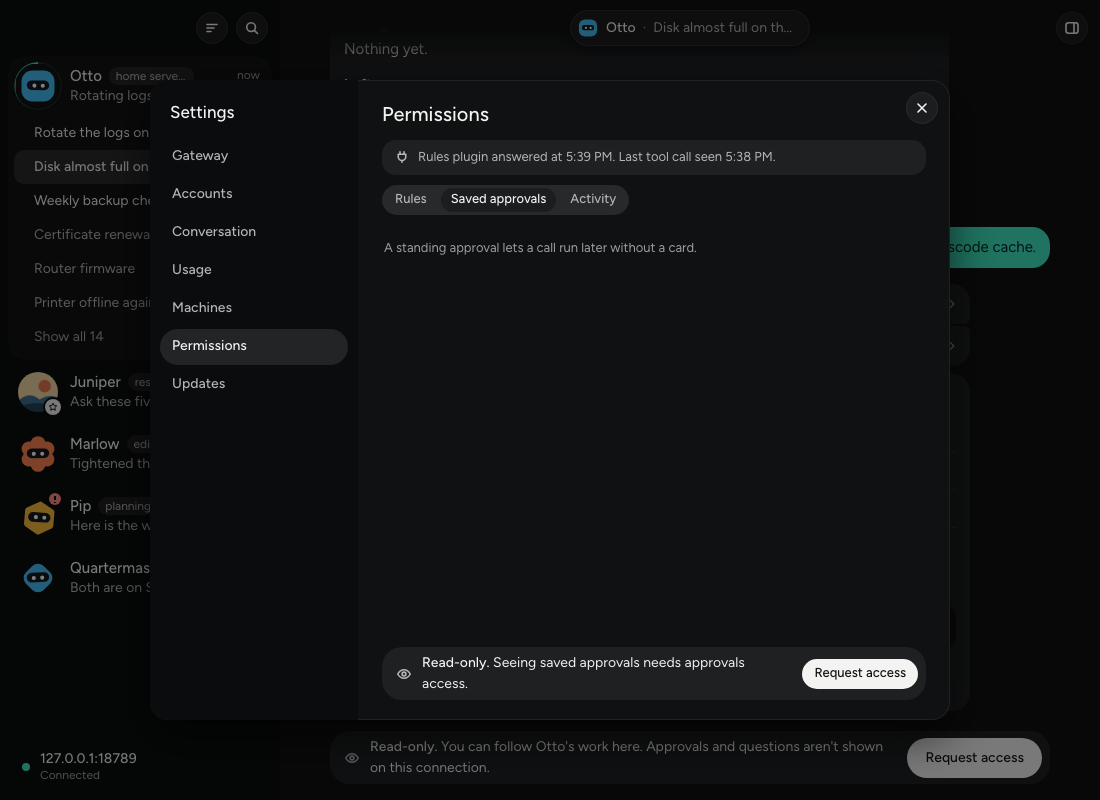 Otto · Disk almost full on th...
Nothing yet.
Otto home serve... now
Rotating logs
Rotate the logs on
Disk almost full on
Weekly backup che
Certificate renewa
Router firmware
Printer offline agai
Show all 14
Juniper res
Ask these fiv
Marlow edi
Tightened th
Pip planning
Here is the w
Quartermas
Both are on S
127.0.0.1:18789
Connected
Settings
Gateway
Accounts
Conversation
Usage
Machines
Permissions
Updates
Permissions
Rules plugin answered at 5:39 PM. Last tool call seen 5:38 PM.
Rules Saved approvals Activity
A standing approval lets a call run later without a card.
Read-only. Seeing saved approvals needs approvals
access.
Request access
scode cache.
Read-only. You can follow Otto's work here. Approvals and questions aren't shown
on this connection.
Request access